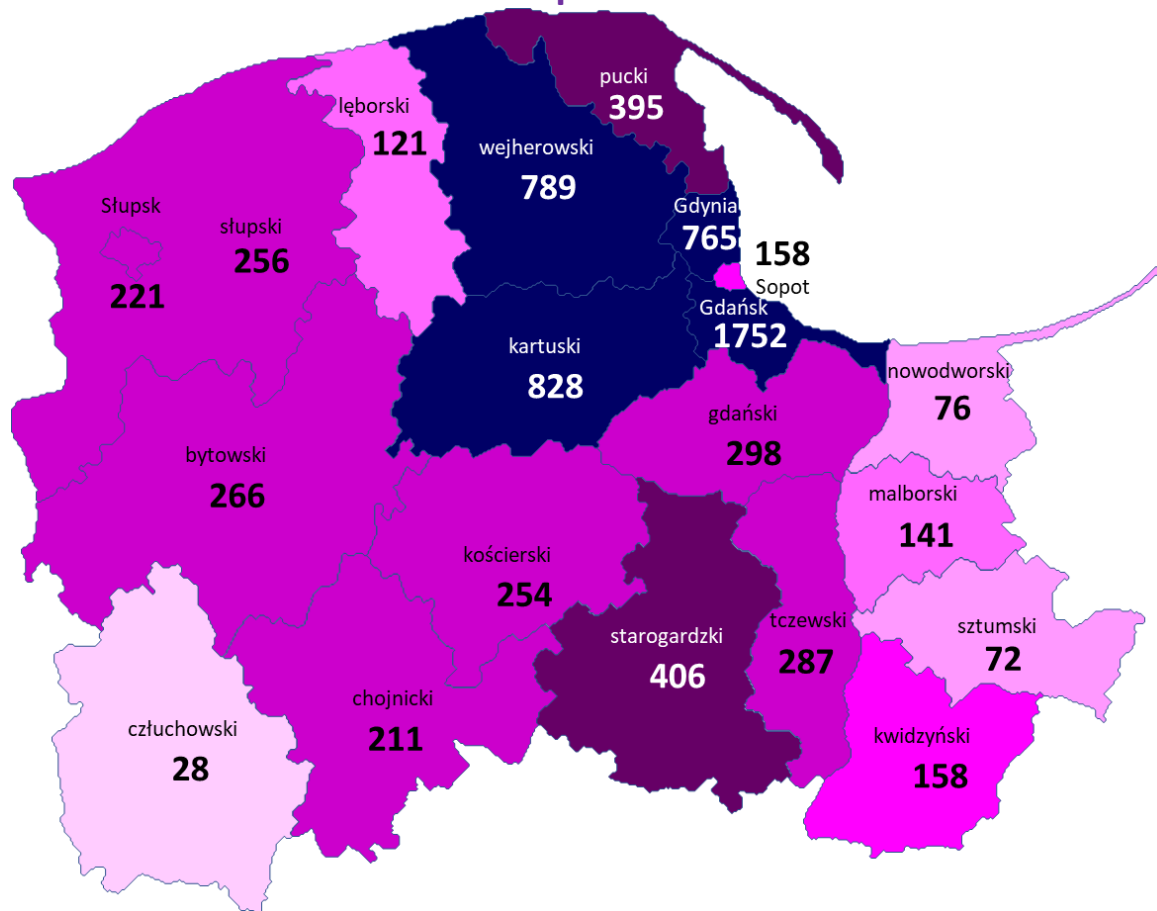 pucki
395
lęborski
121
wejherowski
789
Słupsk
221
słupski
256
Gdynia
765
158
Sopot
Gdańsk
1752
kartuski
828
nowodworski
76
gdański
298
bytowski
266
malborski
141
kościerski
254
starogardzki
406
tczewski
287
sztumski
72
chojnicki
211
człuchowski
28
kwidzyński
158